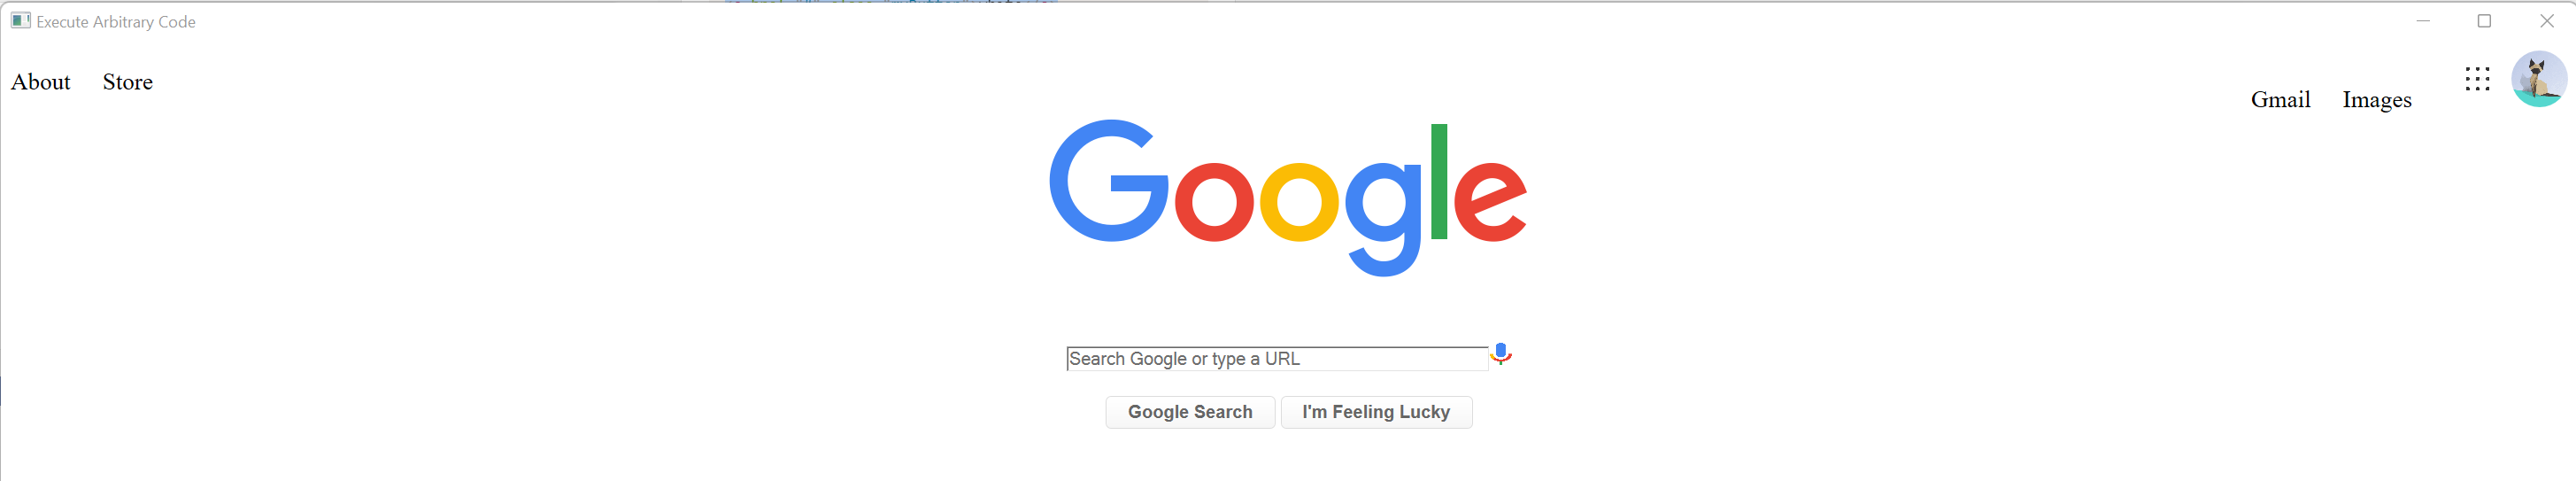 Execute Arbitrary Code
About Store
Gmail Images
Google
Search Google or type a URL
Google Search I'm Feeling Lucky